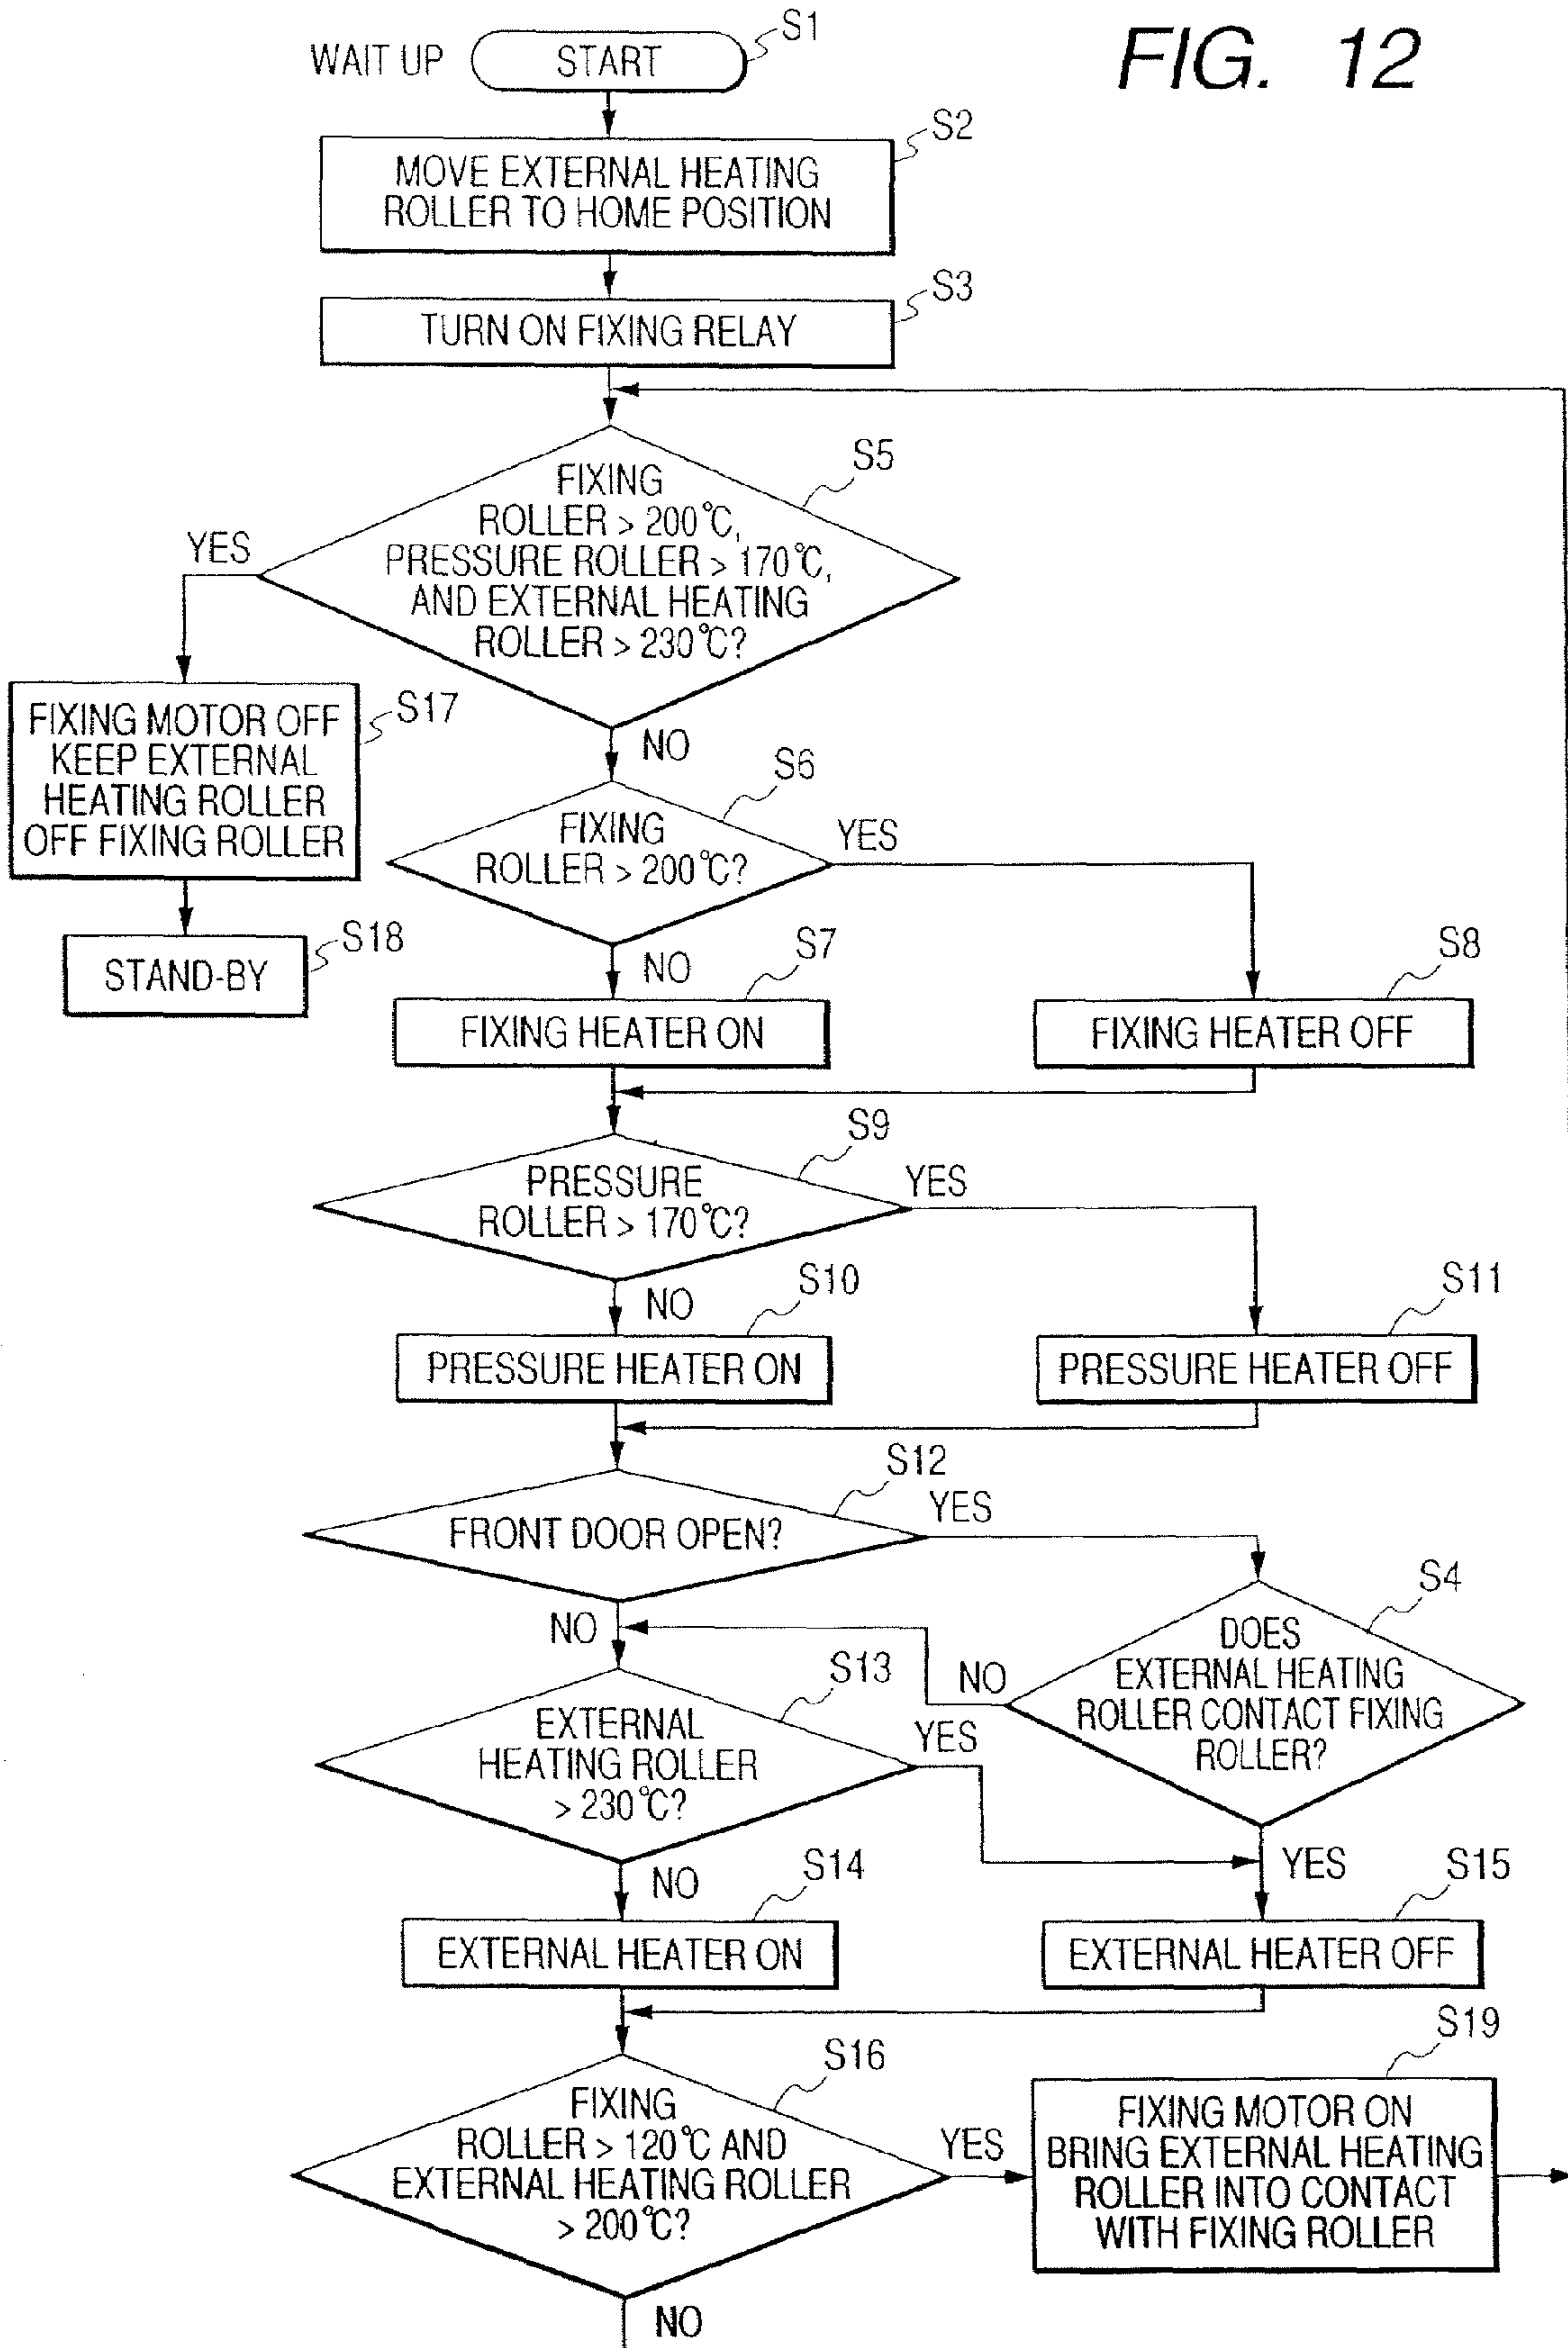 FIG. 12
WAIT UP
START
S1
S2
MOVE EXTERNAL HEATING
ROLLER TO HOME POSITION
S3
TURN ON FIXING RELAY
S5
FIXING
ROLLER > 200°C,
PRESSURE ROLLER > 170°C,
AND EXTERNAL HEATING
ROLLER > 230°C?
YES
NO
S17
FIXING MOTOR OFF
KEEP EXTERNAL
HEATING ROLLER
OFF FIXING ROLLER
S18
STAND-BY
S6
FIXING
ROLLER > 200°C?
YES
NO
S7
FIXING HEATER ON
S8
FIXING HEATER OFF
S9
PRESSURE
ROLLER > 170°C?
YES
NO
S10
PRESSURE HEATER ON
S11
PRESSURE HEATER OFF
S12
FRONT DOOR OPEN?
YES
NO
S4
DOES
EXTERNAL HEATING
ROLLER CONTACT FIXING
ROLLER?
NO
YES
S13
EXTERNAL
HEATING ROLLER
> 230°C?
YES
NO
S14
EXTERNAL HEATER ON
S15
EXTERNAL HEATER OFF
S16
FIXING
ROLLER > 120°C AND
EXTERNAL HEATING ROLLER
> 200°C?
YES
NO
S19
FIXING MOTOR ON
BRING EXTERNAL HEATING
ROLLER INTO CONTACT
WITH FIXING ROLLER